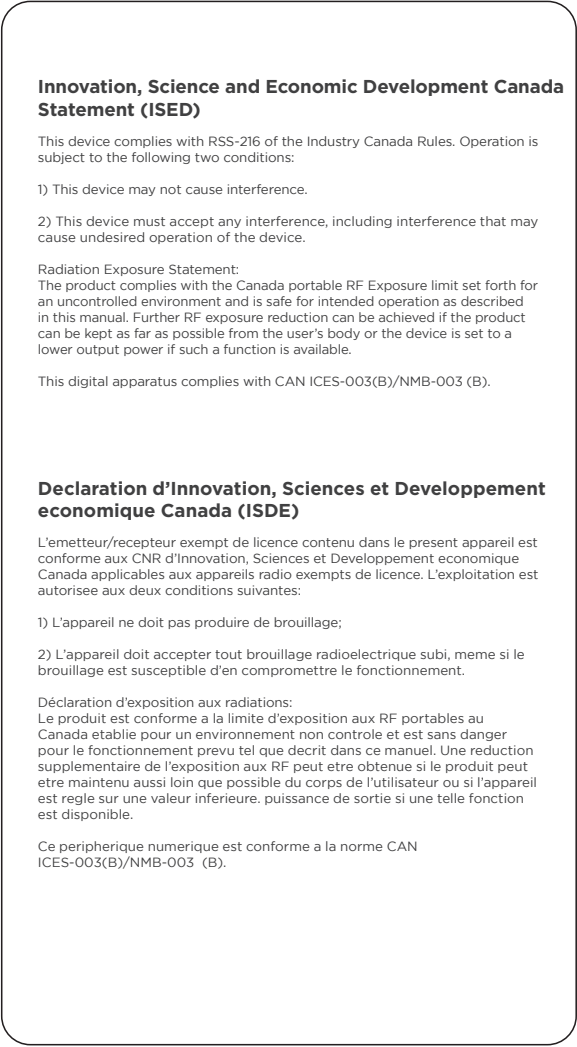 Innovation, Science and Economic Development Canada
Statement (ISED)
This device complies with RSS-216 of the Industry Canada Rules. Operation is
subject to the following two conditions:
1) This device may not cause interference.
2) This device must accept any interference, including interference that may
cause undesired operation of the device.
Radiation Exposure Statement:
The product complies with the Canada portable RF Exposure limit set forth for
an uncontrolled environment and is safe for intended operation as described
in this manual. Further RF exposure reduction can be achieved if the product
can be kept as far as possible from the user’s body or the device is set to a
lower output power if such a function is available.
This digital apparatus complies with CAN ICES-003(B)/NMB-003 (B).
Declaration d’Innovation, Sciences et Developpement
economique Canada (ISDE)
L’emetteur/recepteur exempt de licence contenu dans le present appareil est
conforme aux CNR d’Innovation, Sciences et Developpement economique
Canada applicables aux appareils radio exempts de licence. L’exploitation est
autorisee aux deux conditions suivantes:
1) L’appareil ne doit pas produire de brouillage;
2) L’appareil doit accepter tout brouillage radioelectrique subi, meme si le
brouillage est susceptible d’en compromettre le fonctionnement.
Déclaration d’exposition aux radiations:
Le produit est conforme a la limite d’exposition aux RF portables au
Canada etablie pour un environnement non controle et est sans danger
pour le fonctionnement prevu tel que decrit dans ce manuel. Une reduction
supplementaire de l’exposition aux RF peut etre obtenue si le produit peut
etre maintenu aussi loin que possible du corps de l’utilisateur ou si l’appareil
est regle sur une valeur inferieure. puissance de sortie si une telle fonction
est disponible.
Ce peripherique numerique est conforme a la norme CAN
ICES-003(B)/NMB-003  (B).